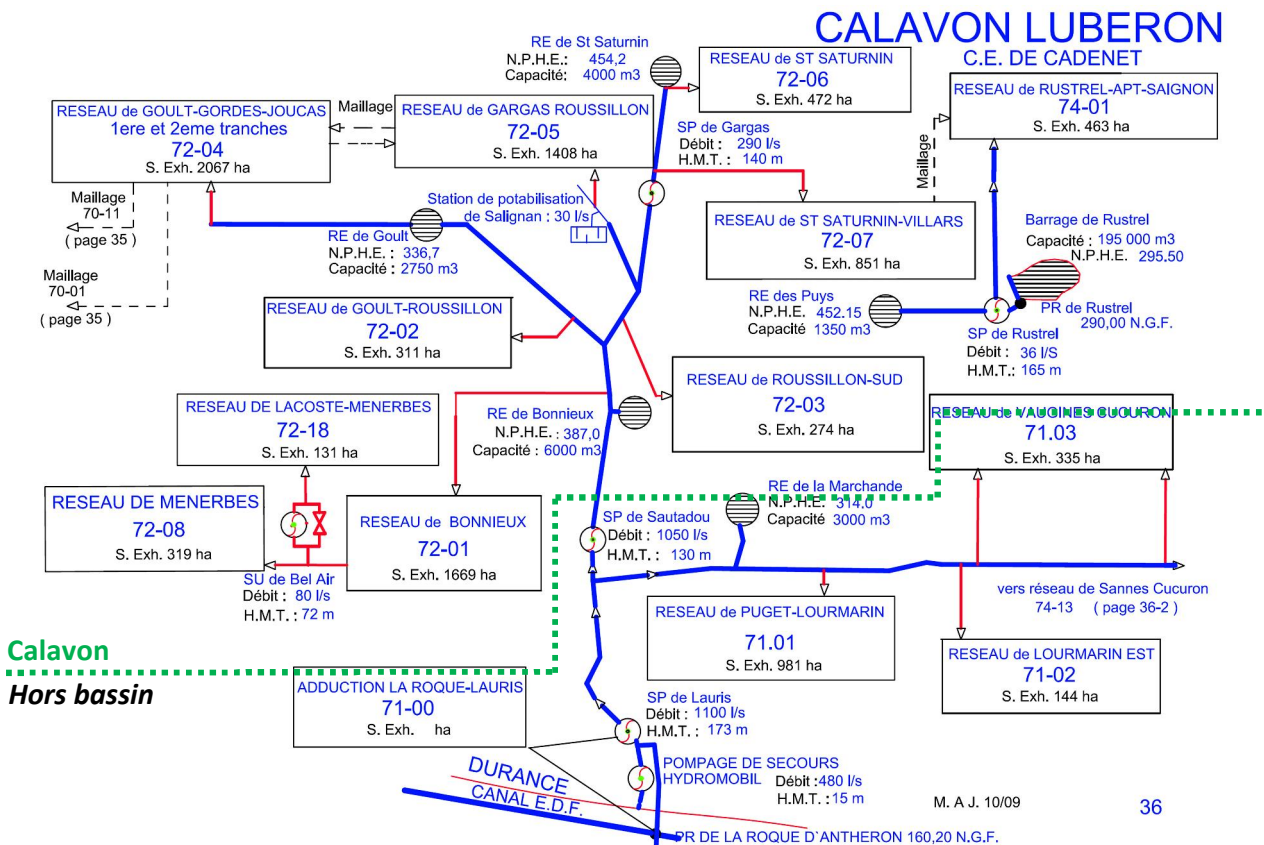 CALAVON LUBERON
C.E. DE CADENET
RE de St Saturnin
N.P.H.E.: 454,2
Capacité: 4000 m3
RESEAU de ST SATURNIN
72-06
S. Exh. 472 ha
RESEAU de RUSTREL-APT-SAIGNON
74-01
S. Exh. 463 ha
RESEAU de GOULT-GORDES-JOUCAS
1ere et 2eme tranches
72-04
S. Exh. 2067 ha
Maillage
RESEAU de GARGAS ROUSSILLON
72-05
S. Exh. 1408 ha
SP de Gargas
Débit : 290 l/s
H.M.T. : 140 m
Maillage
Maillage
70-11
( page 35 )
Station de potabilisation
de Salignan : 30 l/s
RE de Goult
N.P.H.E. : 336,7
Capacité : 2750 m3
RESEAU de ST SATURNIN-VILLARS
72-07
S. Exh. 851 ha
Barrage de Rustrel
Capacité : 195 000 m3
N.P.H.E. 295.50
Maillage
70-01
( page 35 )
RESEAU de GOULT-ROUSSILLON
72-02
S. Exh. 311 ha
RE des Puys
N.P.H.E. 452.15
Capacité 1350 m3
PR de Rustrel
290,00 N.G.F.
SP de Rustrel
Débit : 36 l/S
H.M.T.: 165 m
RESEAU de ROUSSILLON-SUD
72-03
S. Exh. 274 ha
RESEAU DE LACOSTE-MENERBES
72-18
S. Exh. 131 ha
RE de Bonnieux
N.P.H.E. : 387,0
Capacité : 6000 m3
RESEAU de VAUGINES CUCURON
71.03
S. Exh. 335 ha
RESEAU DE MENERBES
72-08
S. Exh. 319 ha
RESEAU de BONNIEUX
72-01
S. Exh. 1669 ha
RE de la Marchande
N.P.H.E. 314.0
Capacité 3000 m3
SP de Sautadou
Débit : 1050 l/s
H.M.T. : 130 m
SU de Bel Air
Débit : 80 l/s
H.M.T. : 72 m
vers réseau de Sannes Cucuron
74-13 ( page 36-2 )
RESEAU de PUGET-LOURMARIN
71.01
S. Exh. 981 ha
RESEAU de LOURMARIN EST
71-02
S. Exh. 144 ha
Calavon
Hors bassin
ADDUCTION LA ROQUE-LAURIS
71-00
S. Exh. ha
SP de Lauris
Débit : 1100 l/s
H.M.T. : 173 m
POMPAGE DE SECOURS
HYDROMOBIL Débit :480 l/s
H.M.T. :15 m
DURANCE
CANAL E.D.F.
M. A J. 10/09
36
PR DE LA ROQUE D`ANTHERON 160,20 N.G.F.